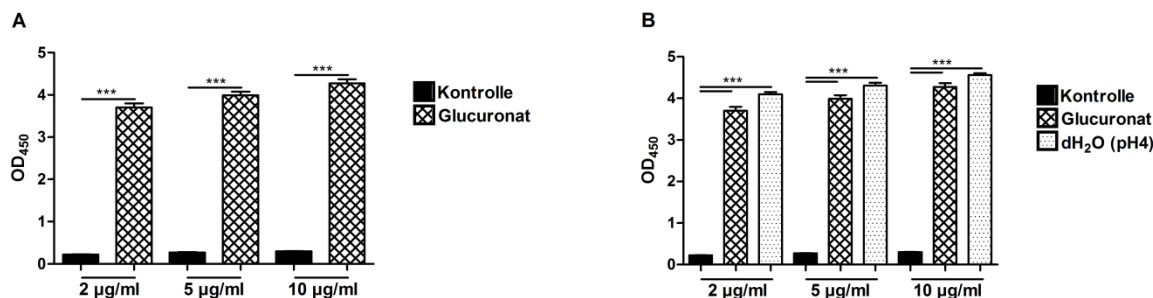 A
5
4
3
2
1
0
OD450
***
***
***
2 µg/ml
5 µg/ml
10 µg/ml
Kontrolle
Glucuronat
B
5
4
3
2
1
0
OD450
***
***
***
2 µg/ml
5 µg/ml
10 µg/ml
Kontrolle
Glucuronat
dH2O (pH4)